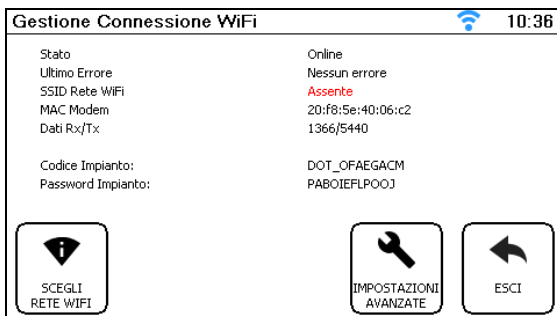 Gestione Connessione WiFi 10:36
Stato Online
Ultimo Errore Nessun errore
SSID Rete WiFi Assente
MAC Modem 20:f8:5e:40:06:c2
Dati Rx/Tx 1366/5440
Codice Impianto: DOT_OFAEGACM
Password Impianto: PABOIEFLPOOJ
SCEGLI
RETE WIFI
IMPOSTAZIONI
AVANZATE
ESCI